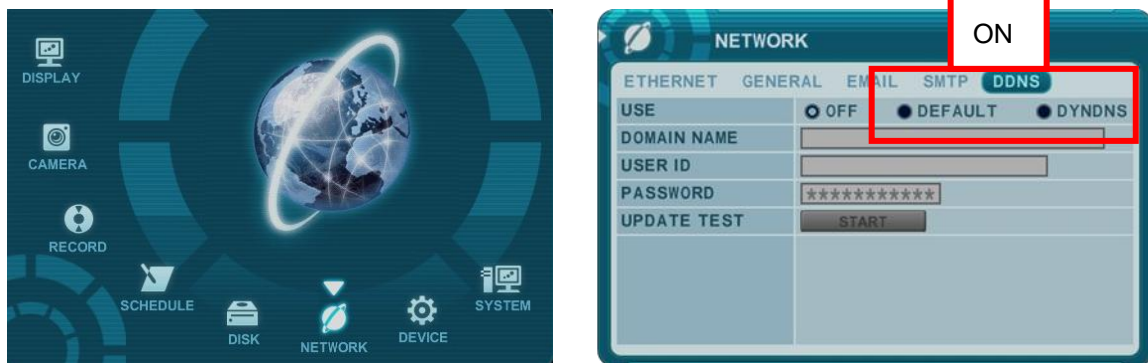 DISPLAY
CAMERA
RECORD
SCHEDULE
DISK
NETWORK
DEVICE
SYSTEM
ON
NETWORK
ETHERNET GENERAL EMAIL SMTP DDNS
USE OFF DEFAULT DYNDNS
DOMAIN NAME
USER ID
PASSWORD ***********
UPDATE TEST START